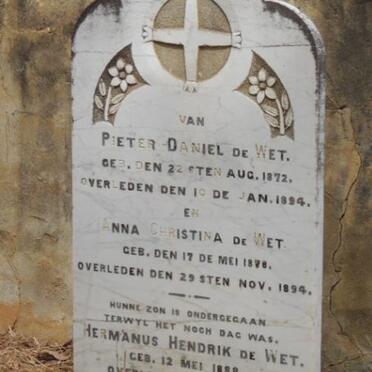 VAN
PIETER DANIEL DE WET.
GEB. DEN 22 STEN AUG. 1872.
OVERLEDEN DEN DE JAN. 1894.
EN
ANNA CHRISTINA DE WET.
GEB. DEN 17 DE MEI 1878.
OVERLEDEN DEN 29 STEN NOV. 1894.
HUNNE ZON IS ONDERGEGAAN
TERWYL HET NOCH DAG WAS.
HERMANUS HENDRIK DE WET.
GEB. 12 MEI